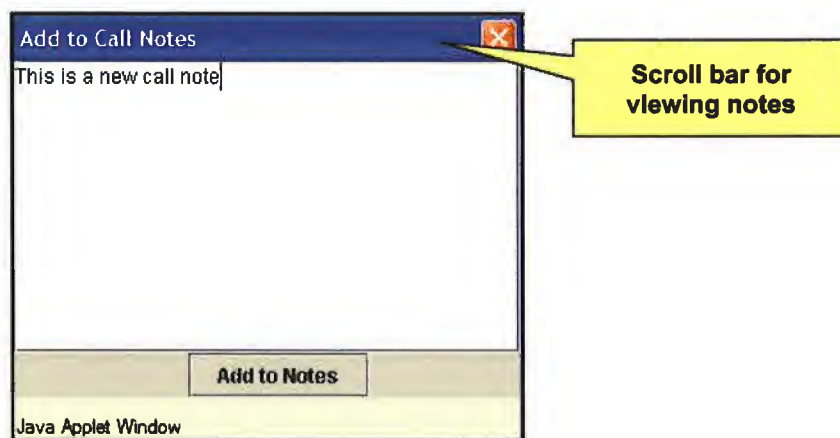 Add to Call Notes
This is a new call note
Scroll bar for
viewing notes
Add to Notes
Java Applet Window